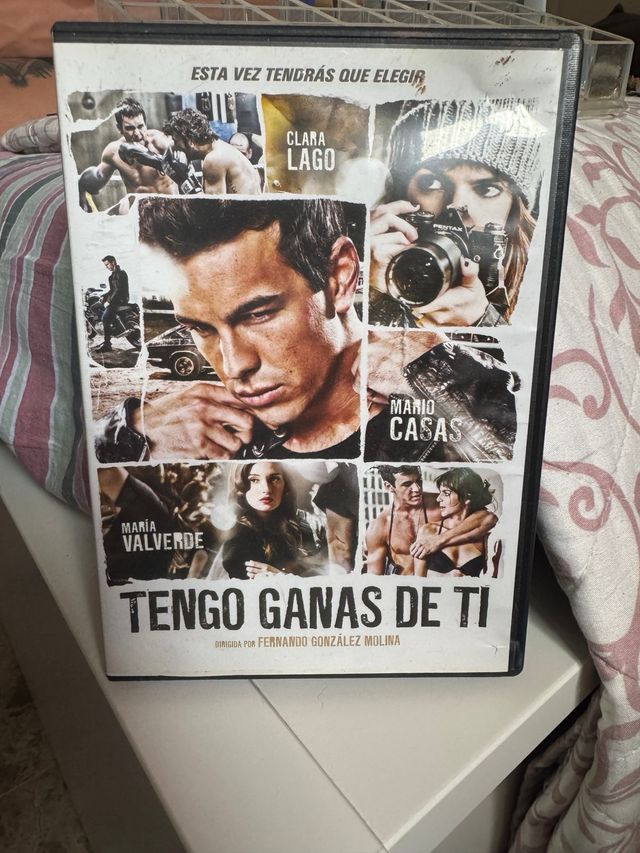 ESTA VEZ TENDRÁS QUE ELEGIR
CLARA
LAGO
PENTAX
MARIO
CASAS
MARÍA
VALVERDE
TENGO GANAS DE TI
DIRIGIDA POR FERNANDO GONZÁLEZ MOLINA